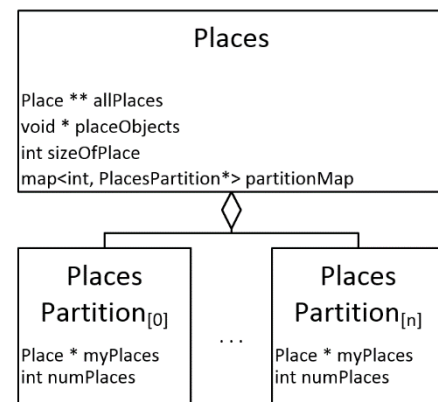 Places
Place ** allPlaces
void * placeObjects
int sizeOfPlace
map<int, PlacesPartition*> partitionMap
Places
Partition[0]
Place * myPlaces
int numPlaces
...
Places
Partition[n]
Place * myPlaces
int numPlaces